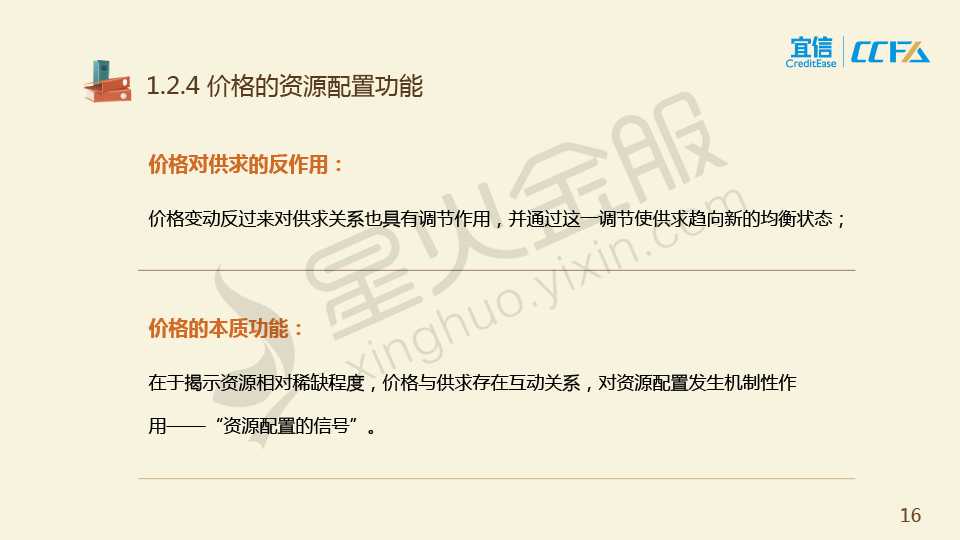 宜信
CreditEase
CCFA
1.2.4 价格的资源配置功能
价格对供求的反作用：
价格变动反过来对供求关系也具有调节作用，并通过这一调节使供求趋向新的均衡状态；
价格的本质功能：
在于揭示资源相对稀缺程度，价格与供求存在互动关系，对资源配置发生机制性作
用——“资源配置的信号”。
星火金服
xinghuo.yixin.com
16